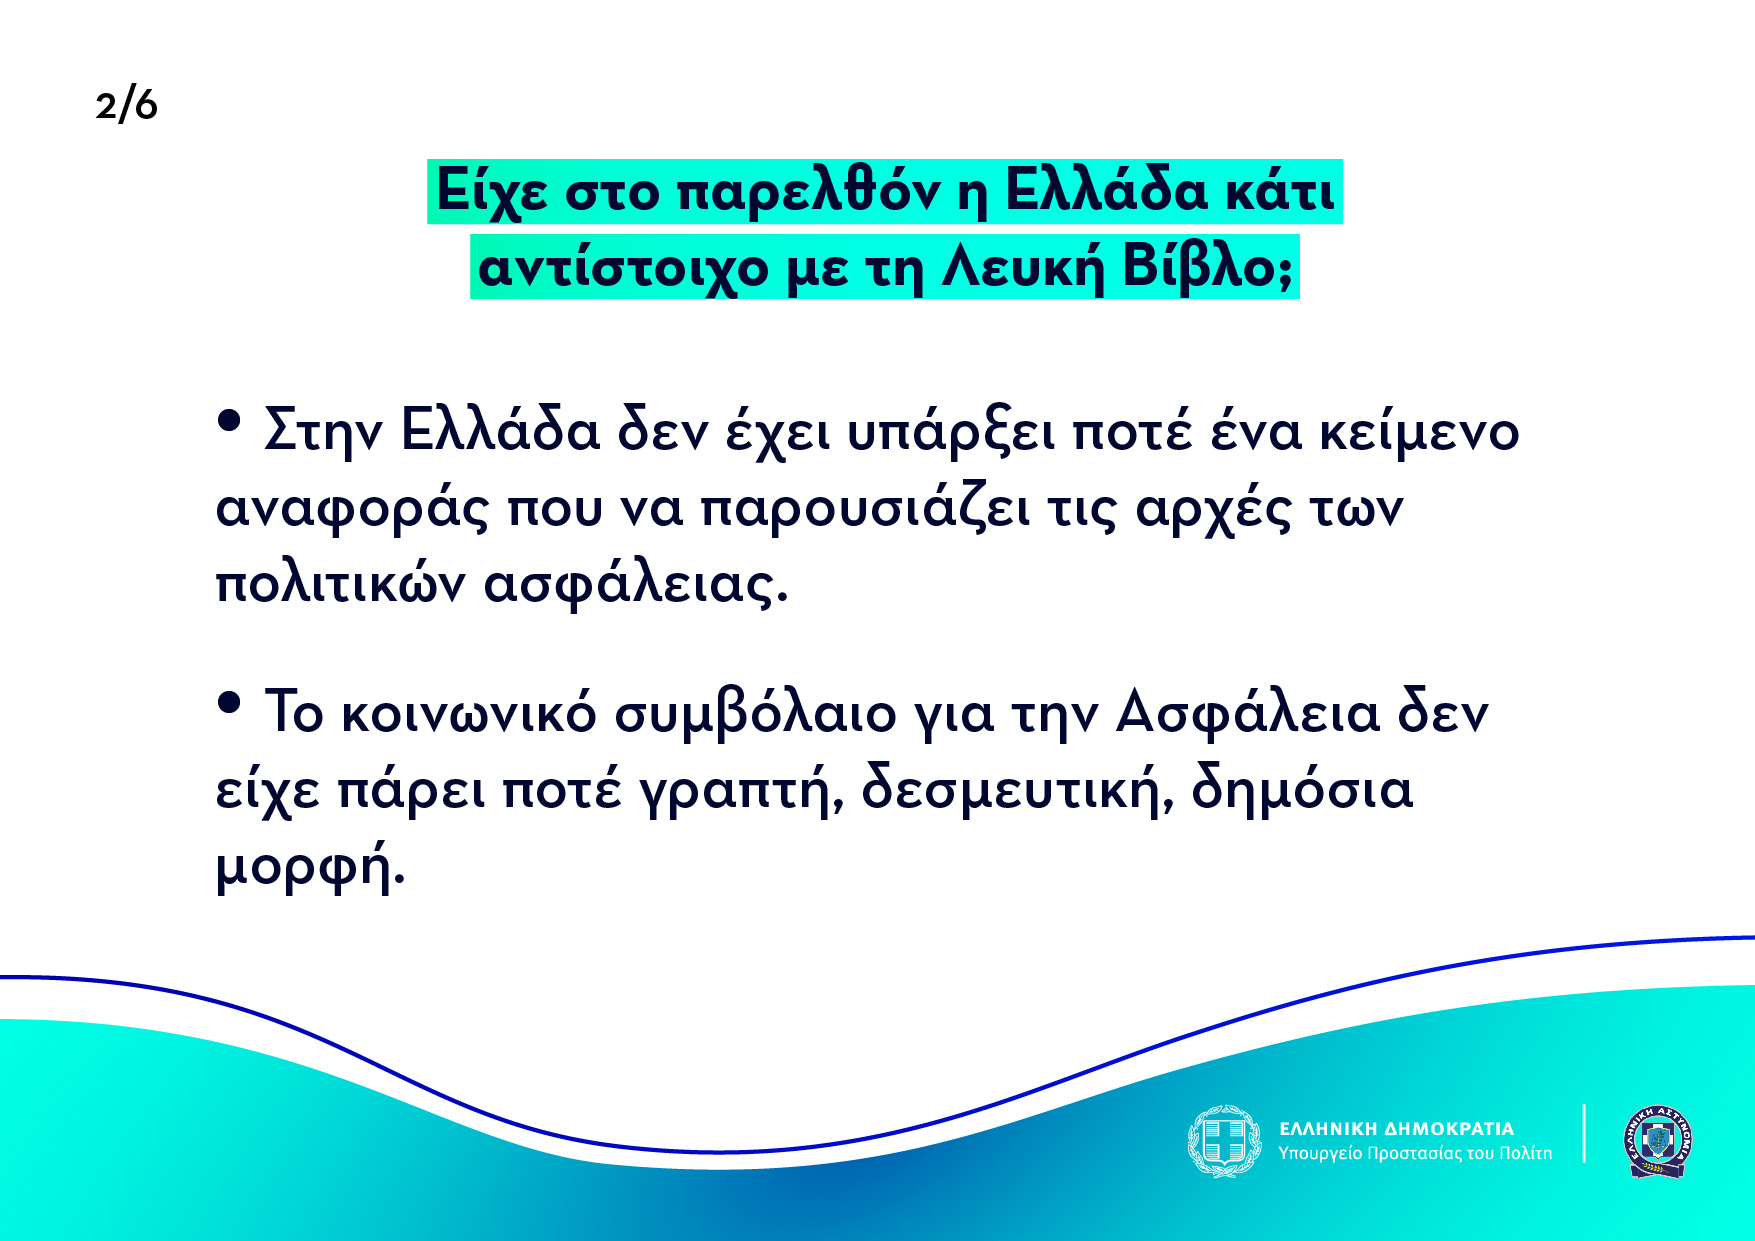 2/6
Είχε στο παρελθόν η Ελλάδα κάτι
αντίστοιχο με τη Λευκή Βίβλο;
• Στην Ελλάδα δεν έχει υπάρξει ποτέ ένα κείμενο
αναφοράς που να παρουσιάζει τις αρχές των
πολιτικών ασφάλειας.
• Το κοινωνικό συμβόλαιο για την Ασφάλεια δεν
είχε πάρει ποτέ γραπτή, δεσμευτική, δημόσια
μορφή.
ΕΛΛΗΝΙΚΗ ΔΗΜΟΚΡΑΤΙΑ
Υπουργείο Προστασίας του Πολίτη
ΕΛΛΗΝΙΚΗ ΑΣΤΥΝΟΜΙΑ